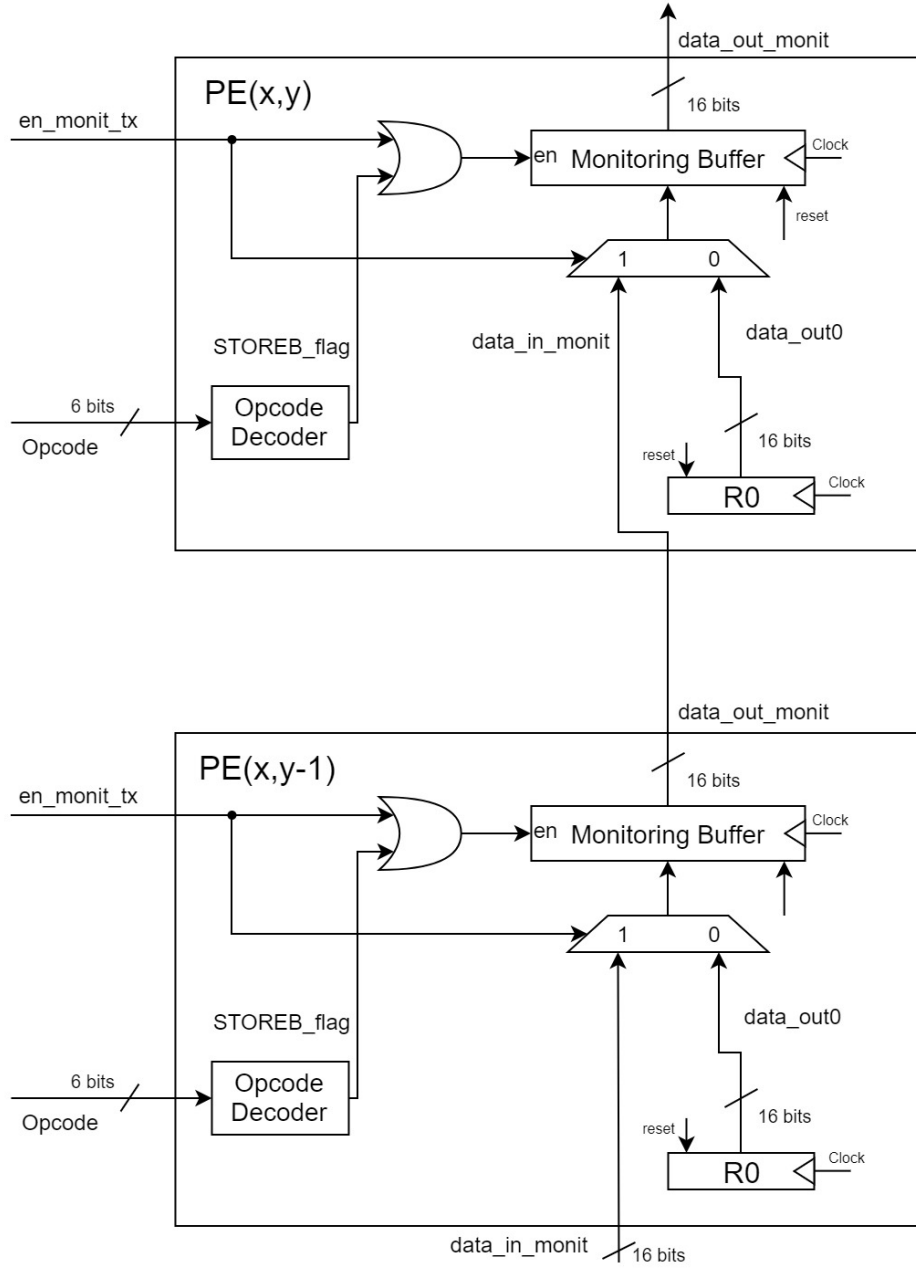 data_out_monit
PE(x,y)
16 bits
en_monit_tx
en Monitoring Buffer
Clock
reset
1 0
STOREB_flag
data_in_monit
data_out0
6 bits
Opcode
Opcode
Decoder
16 bits
reset
R0
Clock
data_out_monit
PE(x,y-1)
16 bits
en_monit_tx
en Monitoring Buffer
Clock
1 0
STOREB_flag
data_out0
6 bits
Opcode
Opcode
Decoder
16 bits
reset
R0
Clock
data_in_monit
16 bits